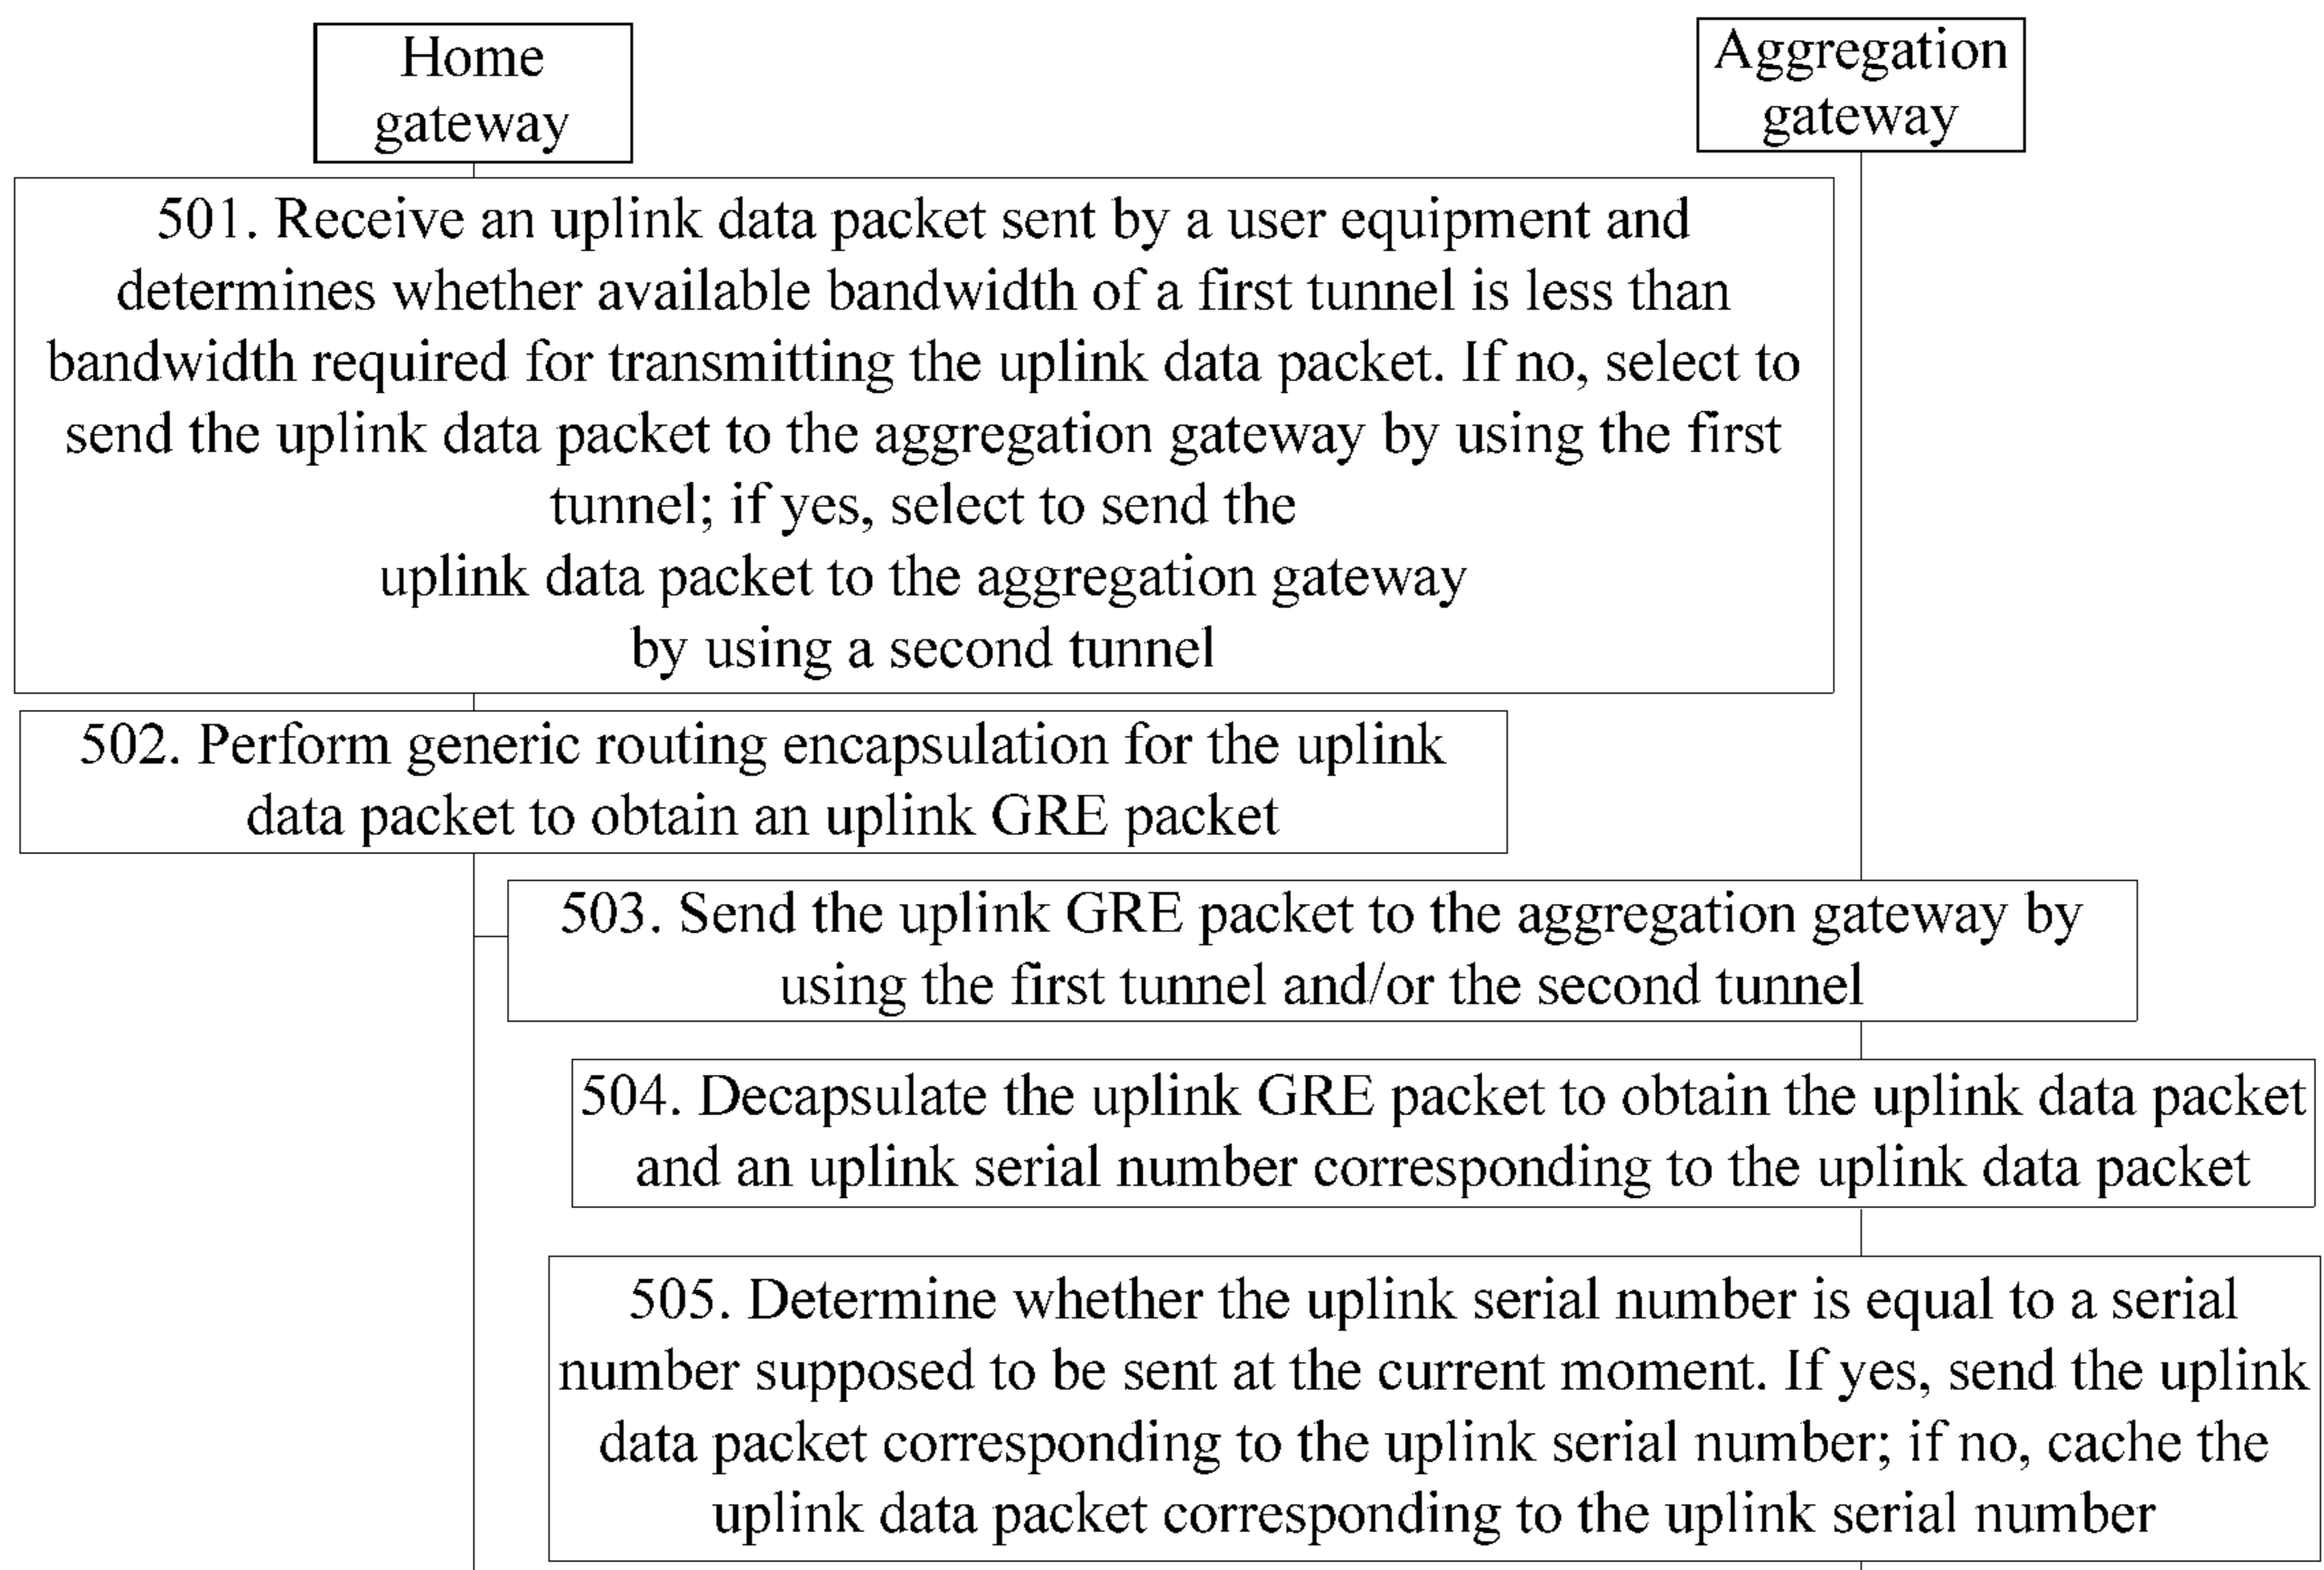 Home
gateway
Aggregation
gateway
501. Receive an uplink data packet sent by a user equipment and
determines whether available bandwidth of a first tunnel is less than
bandwidth required for transmitting the uplink data packet. If no, select to
send the uplink data packet to the aggregation gateway by using the first
tunnel; if yes, select to send the
uplink data packet to the aggregation gateway
by using a second tunnel
502. Perform generic routing encapsulation for the uplink
data packet to obtain an uplink GRE packet
503. Send the uplink GRE packet to the aggregation gateway by
using the first tunnel and/or the second tunnel
504. Decapsulate the uplink GRE packet to obtain the uplink data packet
and an uplink serial number corresponding to the uplink data packet
505. Determine whether the uplink serial number is equal to a serial
number supposed to be sent at the current moment. If yes, send the uplink
data packet corresponding to the uplink serial number; if no, cache the
uplink data packet corresponding to the uplink serial number